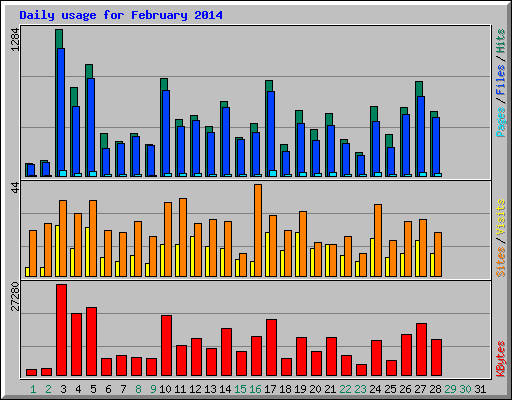 Daily usage for February 2014
1284
Pages/Files/Hits
44
Sites/Visits
27280
KBytes
1 2 3 4 5 6 7 8 9 10 11 12 13 14 15 16 17 18 19 20 21 22 23 24 25 26 27 28 29 30 31